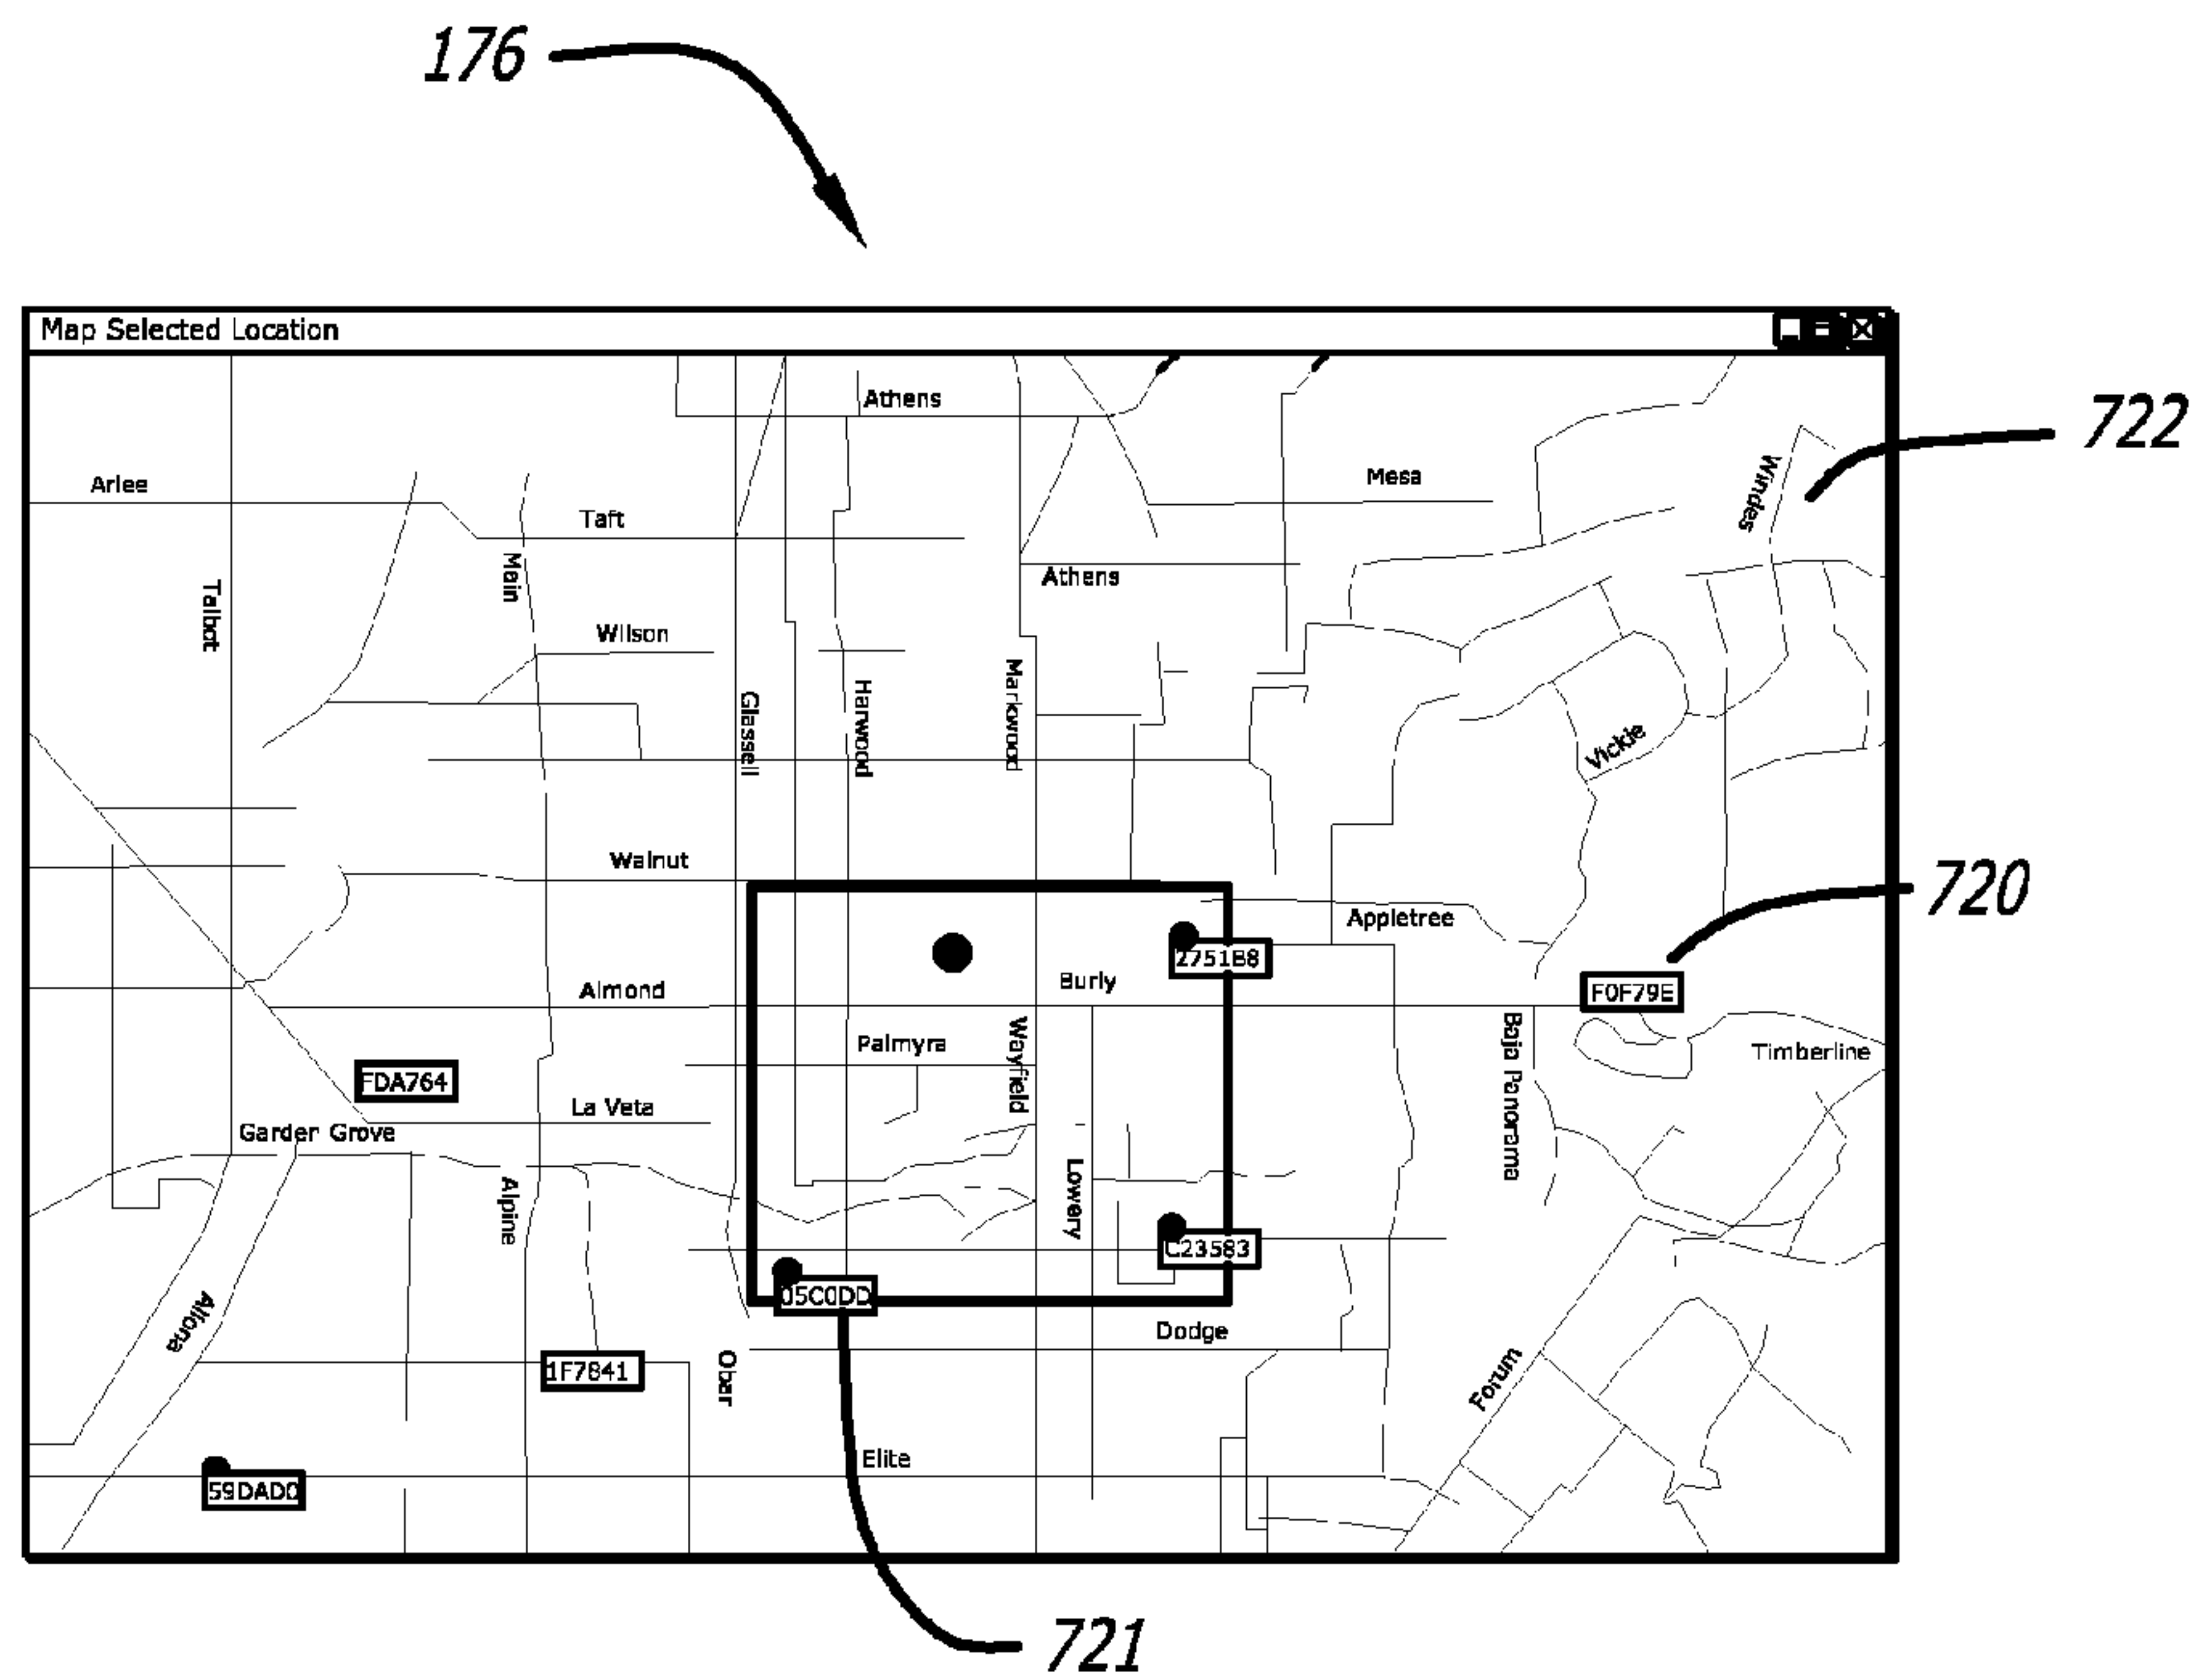 176
Map Selected Location
722
Athens
Arlee
Mesa
Windes
Taft
Main
Athens
Talbot
Wilson
Markwood
Glassell
Harwood
Vickie
Walnut
720
Appletree
2751B8
Burly
Almond
F0F79E
Palmyra
Wayfield
Baja Panorama
Timberline
FDA764
La Veta
Garder Grove
Lowery
Alpine
C23583
05C0DD
Allona
Dodge
1F7841
Obar
Forum
Elite
59DAD0
721